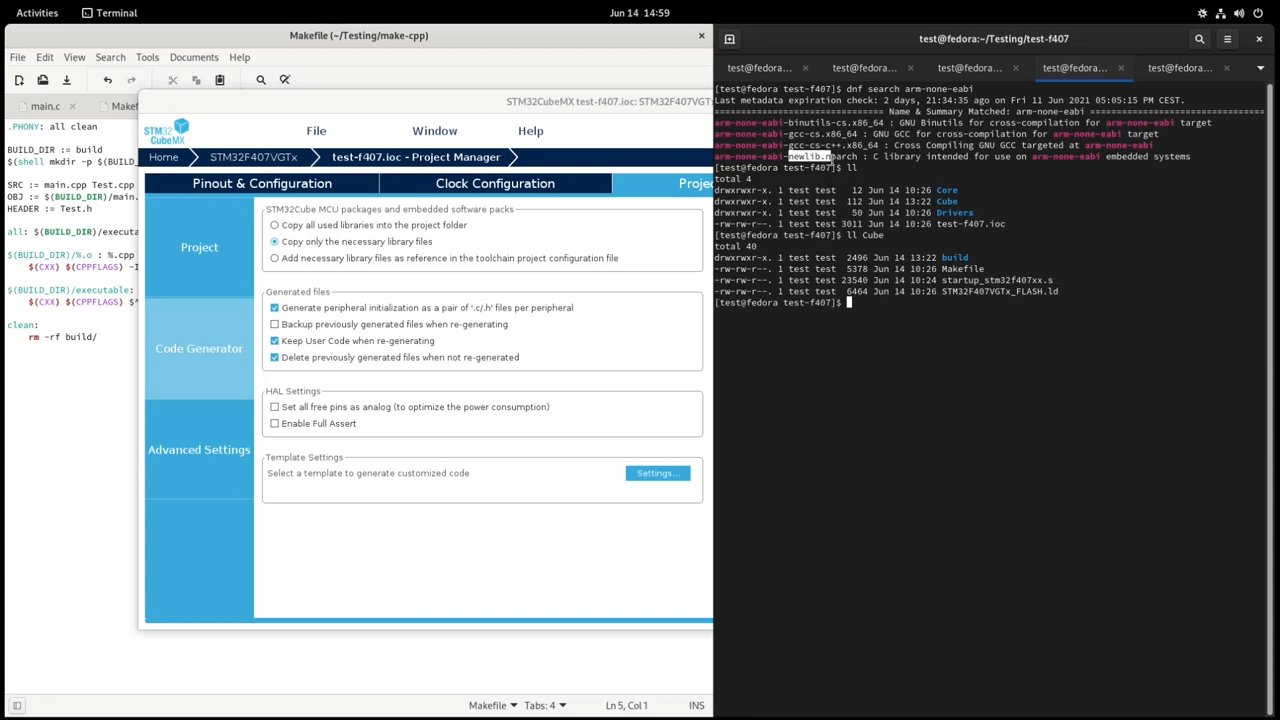 Activities
Terminal
Jun 14 14:59
Makefile (~/Testing/make-cpp)
File Edit View Search Tools Documents Help
main.c
Makef
.PHONY: all clean
BUILD_DIR := build
$(shell mkdir -p $(BUILD_
SRC := main.cpp Test.cpp
OBJ := $(BUILD_DIR)/main.
HEADER := Test.h
all: $(BUILD_DIR)/executa
$(BUILD_DIR)/%.o : %.cpp
$(CXX) $(CPPFLAGS) -I
$(BUILD_DIR)/executable:
$(CXX) $(CPPFLAGS) $^
clean:
rm -rf build/
Makefile
Tabs: 4
Ln 5, Col 1
INS
STM32CubeMX test-f407.ioc: STM32F407VG
STM32
CubeMX
File
Window
Help
Home
STM32F407VGTx
test-f407.ioc - Project Manager
Pinout & Configuration
Clock Configuration
Projec
Project
Code Generator
Advanced Settings
STM32Cube MCU packages and embedded software packs
Copy all used libraries into the project folder
Copy only the necessary library files
Add necessary library files as reference in the toolchain project configuration file
Generated files
Generate peripheral initialization as a pair of '.c/.h' files per peripheral
Backup previously generated files when re-generating
Keep User Code when re-generating
Delete previously generated files when not re-generated
HAL Settings
Set all free pins as analog (to optimize the power consumption)
Enable Full Assert
Template Settings
Select a template to generate customized code
Settings...
test@fedora:~/Testing/test-f407
test@fedora:...
test@fedora:...
test@fedora:...
test@fedora:...
test@fedora:...
[test@fedora test-f407]$ dnf search arm-none-eabi
Last metadata expiration check: 2 days, 21:34:35 ago on Fri 11 Jun 2021 05:05:15 PM CEST.
============================ Name & Summary Matched: arm-none-eabi =============================
arm-none-eabi-binutils-cs.x86_64 : GNU Binutils for cross-compilation for arm-none-eabi target
arm-none-eabi-gcc-cs.x86_64 : GNU GCC for cross-compilation for arm-none-eabi target
arm-none-eabi-gcc-cs-c++.x86_64 : Cross Compiling GNU GCC targeted at arm-none-eabi
arm-none-eabi-newlib.noarch : C library intended for use on arm-none-eabi embedded systems
[test@fedora test-f407]$ ll
total 4
drwxrwxr-x. 1 test test 12 Jun 14 10:26 Core
drwxrwxr-x. 1 test test 112 Jun 14 13:22 Cube
drwxrwxr-x. 1 test test 50 Jun 14 10:26 Drivers
-rw-rw-r--. 1 test test 3011 Jun 14 10:26 test-f407.ioc
[test@fedora test-f407]$ ll Cube
total 40
drwxrwxr-x. 1 test test 2496 Jun 14 13:22 build
-rw-rw-r--. 1 test test 5378 Jun 14 10:26 Makefile
-rw-rw-r--. 1 test test 23540 Jun 14 10:24 startup_stm32f407xx.s
-rw-rw-r--. 1 test test 6464 Jun 14 10:26 STM32F407VGTx_FLASH.ld
[test@fedora test-f407]$